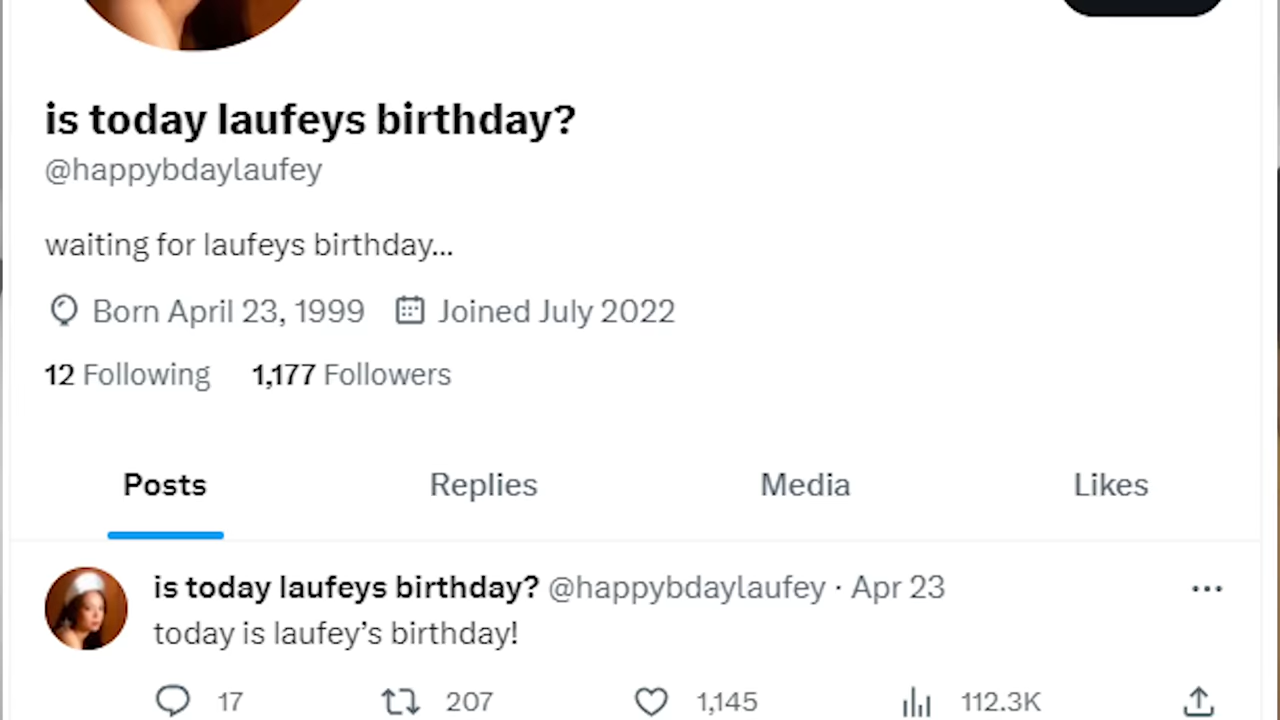 is today laufeys birthday?
@happybdaylaufey
waiting for laufeys birthday...
Born April 23, 1999 Joined July 2022
12 Following 1,177 Followers
Posts Replies Media Likes
is today laufeys birthday? @happybdaylaufey · Apr 23
today is laufey’s birthday!
17 207 1,145 112.3K